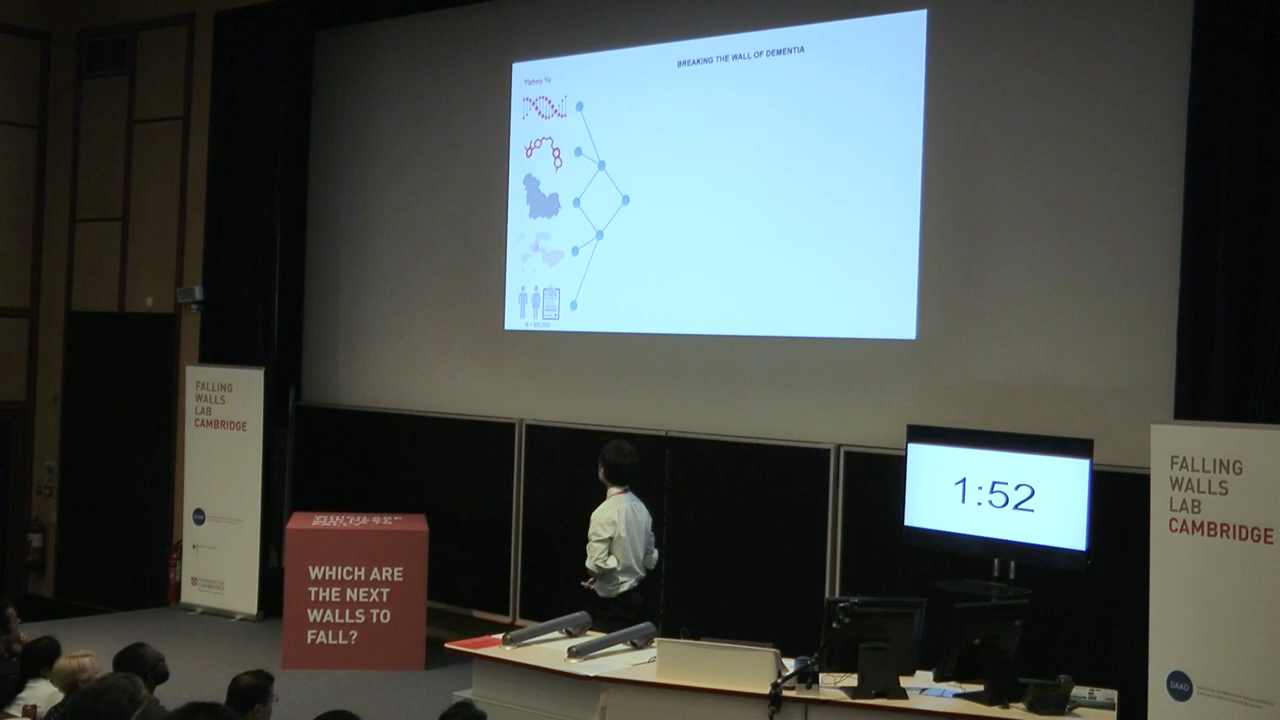 BREAKING THE WALL OF DEMENTIA
Yizhou Yu
FALLING
WALLS
LAB
CAMBRIDGE
WHICH ARE
THE NEXT
WALLS TO
FALL?
1:52
FALLING
WALLS
LAB
CAMBRIDGE
DAAD